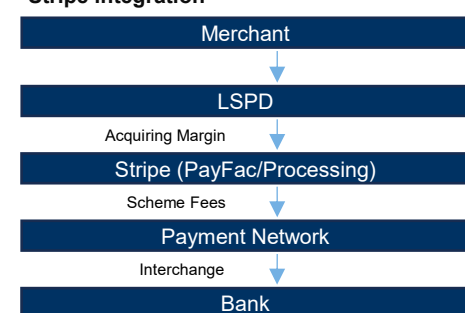 Stripe integration
Merchant
LSPD
Acquiring Margin
Stripe (PayFac/Processing)
Scheme Fees
Payment Network
Interchange
Bank